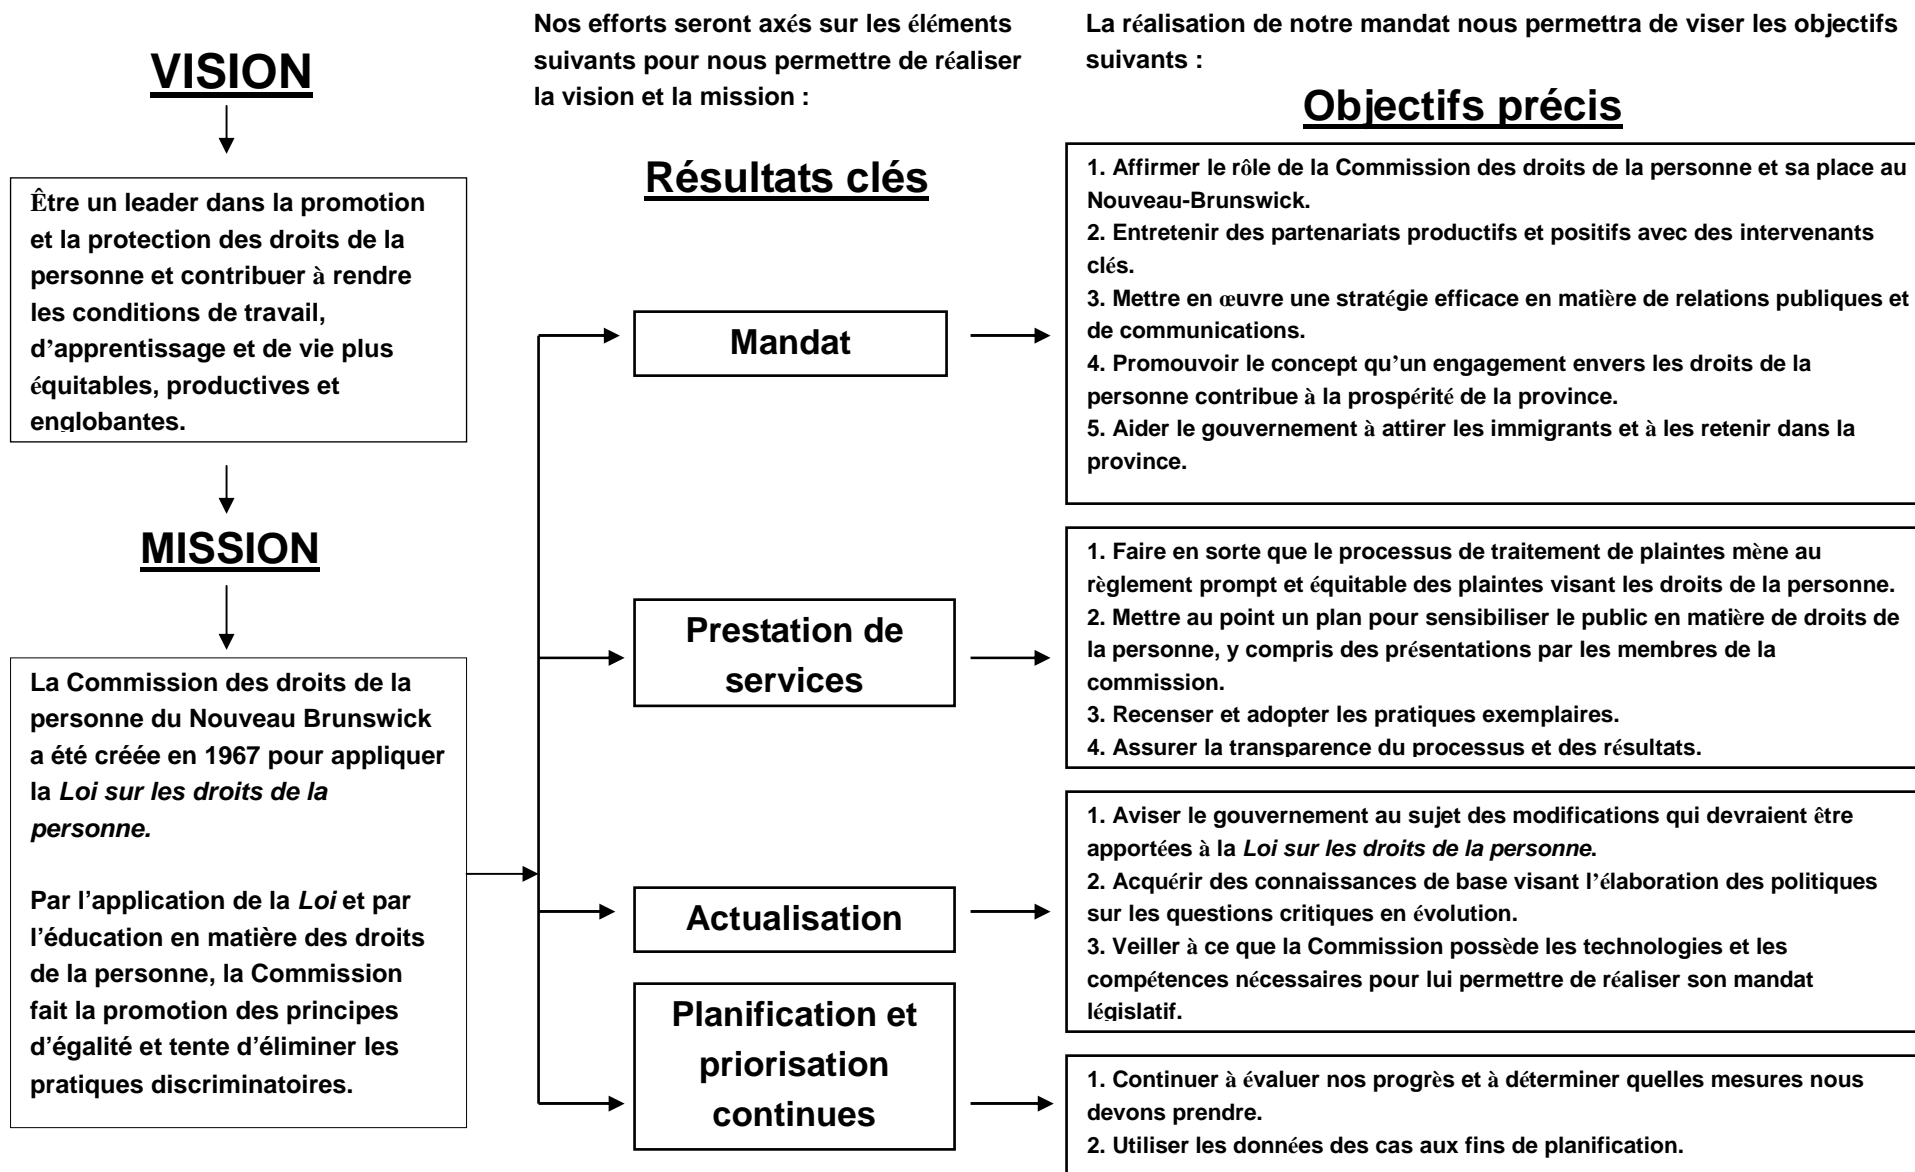 VISION
Être un leader dans la promotion
et la protection des droits de la
personne et contribuer à rendre
les conditions de travail,
d'apprentissage et de vie plus
équitables, productives et
englobantes.
MISSION
La Commission des droits de la
personne du Nouveau Brunswick
a été créée en 1967 pour appliquer
la Loi sur les droits de la
personne.
Par l'application de la Loi et par
l'éducation en matière des droits
de la personne, la Commission
fait la promotion des principes
d'égalité et tente d'éliminer les
pratiques discriminatoires.
Nos efforts seront axés sur les éléments
suivants pour nous permettre de réaliser
la vision et la mission :
Résultats clés
Mandat
Prestation de
services
Actualisation
Planification et
priorisation
continues
La réalisation de notre mandat nous permettra de viser les objectifs
suivants :
Objectifs précis
1. Affirmer le rôle de la Commission des droits de la personne et sa place au
Nouveau-Brunswick.
2. Entretenir des partenariats productifs et positifs avec des intervenants
clés.
3. Mettre en œuvre une stratégie efficace en matière de relations publiques et
de communications.
4. Promouvoir le concept qu'un engagement envers les droits de la
personne contribue à la prospérité de la province.
5. Aider le gouvernement à attirer les immigrants et à les retenir dans la
province.
1. Faire en sorte que le processus de traitement de plaintes mène au
règlement prompt et équitable des plaintes visant les droits de la personne.
2. Mettre au point un plan pour sensibiliser le public en matière de droits de
la personne, y compris des présentations par les membres de la
commission.
3. Recenser et adopter les pratiques exemplaires.
4. Assurer la transparence du processus et des résultats.
1. Aviser le gouvernement au sujet des modifications qui devraient être
apportées à la Loi sur les droits de la personne.
2. Acquérir des connaissances de base visant l'élaboration des politiques
sur les questions critiques en évolution.
3. Veiller à ce que la Commission possède les technologies et les
compétences nécessaires pour lui permettre de réaliser son mandat
législatif.
1. Continuer à évaluer nos progrès et à déterminer quelles mesures nous
devons prendre.
2. Utiliser les données des cas aux fins de planification.